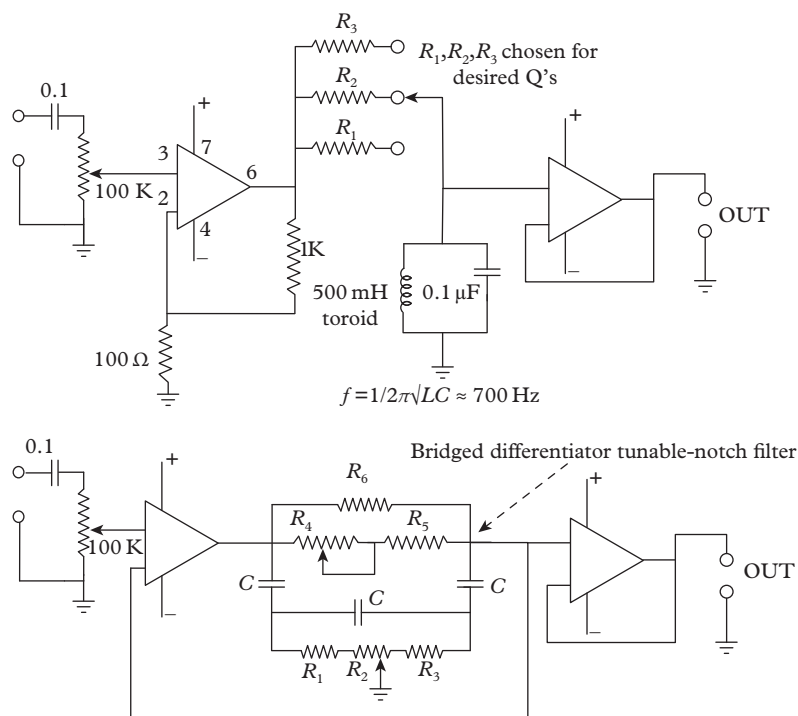 R3
R1,R2,R3 chosen for
desired Q's
0.1
+
R2
+
3
7
R1
6
100 K
2
4
–
1K
OUT
–
500 mH
toroid
0.1 µF
100 Ω
f = 1/2π√LC ≈ 700 Hz
Bridged differentiator tunable-notch filter
0.1
+
R6
+
R4
R5
100 K
C
C
C
OUT
–
–
R1
R2
R3